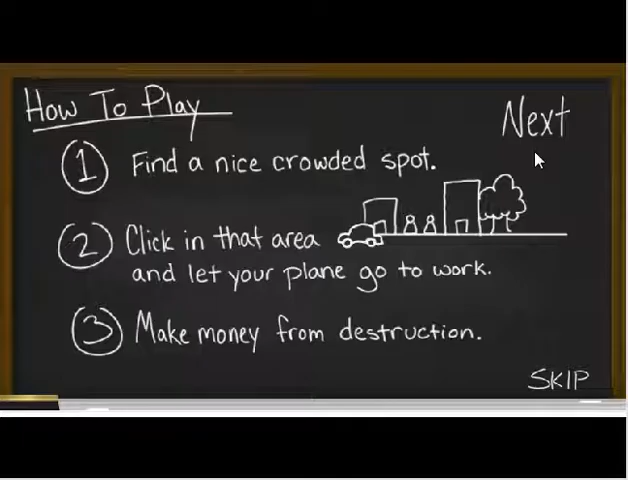 How To Play
Next
1 Find a nice crowded spot.
2 Click in that area
and let your plane go to work.
3 Make money from destruction.
SKIP